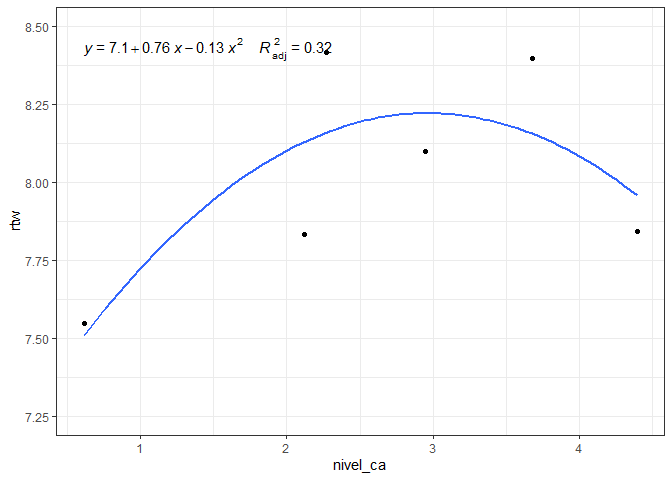 y = 7.1 + 0.76 x − 0.13 x² R²adj = 0.32
8.50
8.25
8.00
7.75
7.50
7.25
rtw
1 2 3 4
nivel_ca